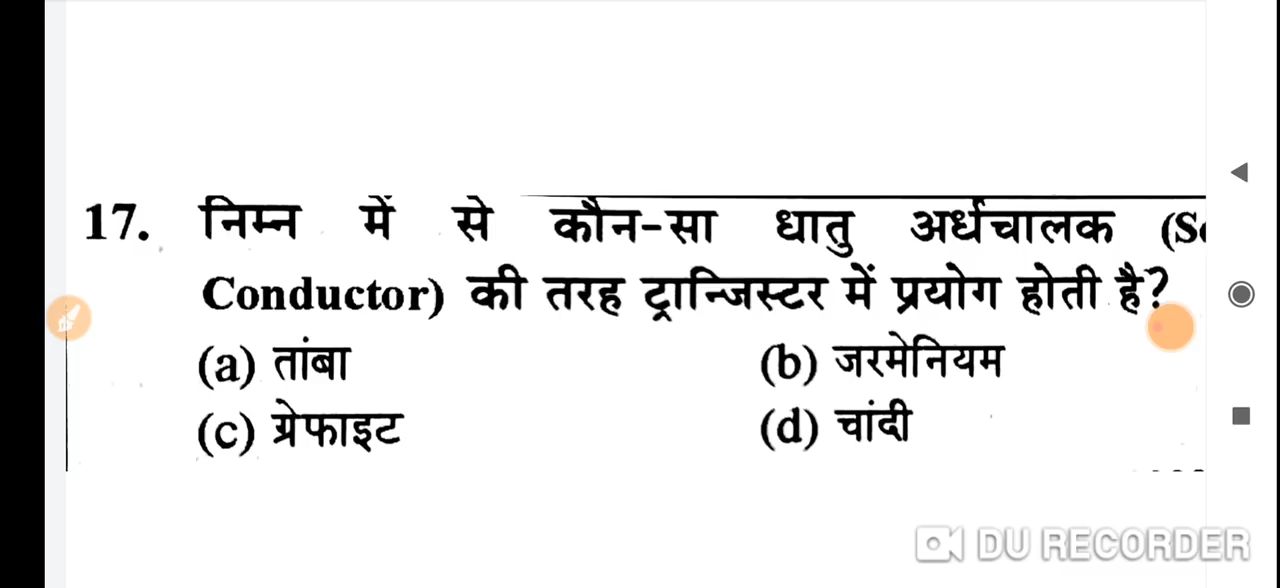 17. निम्न में से कौन-सा धातु अर्धचालक
Conductor) की तरह ट्रान्जिस्टर में प्रयोग होती है?
(a) तांबा (b) जरमेनियम
(c) ग्रेफाइट (d) चांदी
DU RECORDER